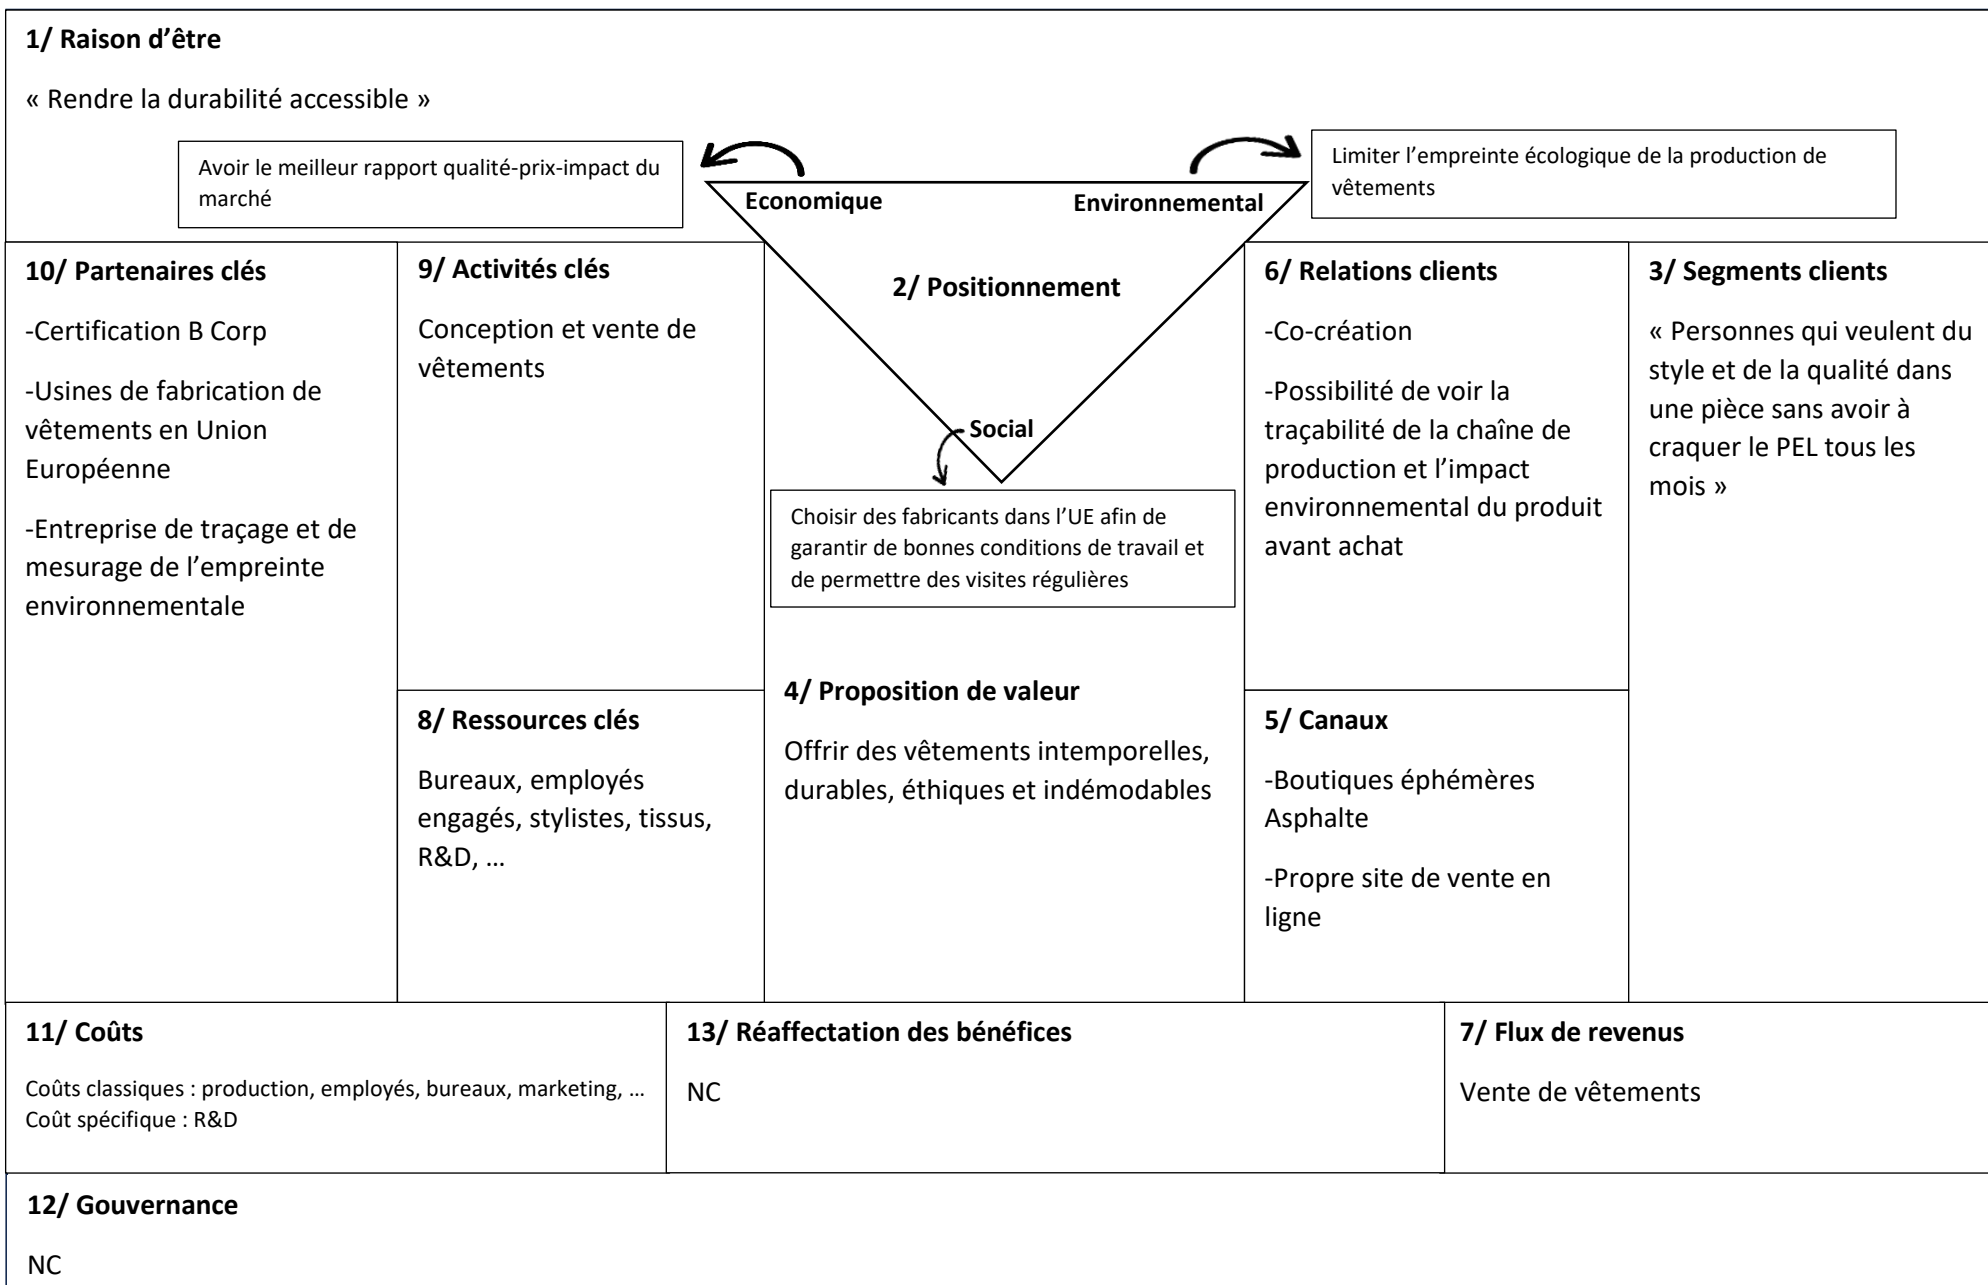 1/ Raison d’être
« Rendre la durabilité accessible »
Avoir le meilleur rapport qualité-prix-impact du
marché
Limiter l’empreinte écologique de la production de
vêtements
Economique
Environnemental
2/ Positionnement
Social
Choisir des fabricants dans l’UE afin de
garantir de bonnes conditions de travail et
de permettre des visites régulières
10/ Partenaires clés
-Certification B Corp
-Usines de fabrication de
vêtements en Union
Européenne
-Entreprise de traçage et de
mesurage de l’empreinte
environnementale
9/ Activités clés
Conception et vente de
vêtements
8/ Ressources clés
Bureaux, employés
engagés, stylistes, tissus,
R&D, …
4/ Proposition de valeur
Offrir des vêtements intemporelles,
durables, éthiques et indémodables
6/ Relations clients
-Co-création
-Possibilité de voir la
traçabilité de la chaîne de
production et l’impact
environnemental du produit
avant achat
5/ Canaux
-Boutiques éphémères
Asphalte
-Propre site de vente en
ligne
3/ Segments clients
« Personnes qui veulent du
style et de la qualité dans
une pièce sans avoir à
craquer le PEL tous les
mois »
11/ Coûts
Coûts classiques : production, employés, bureaux, marketing, …
Coût spécifique : R&D
13/ Réaffectation des bénéfices
NC
7/ Flux de revenus
Vente de vêtements
12/ Gouvernance
NC